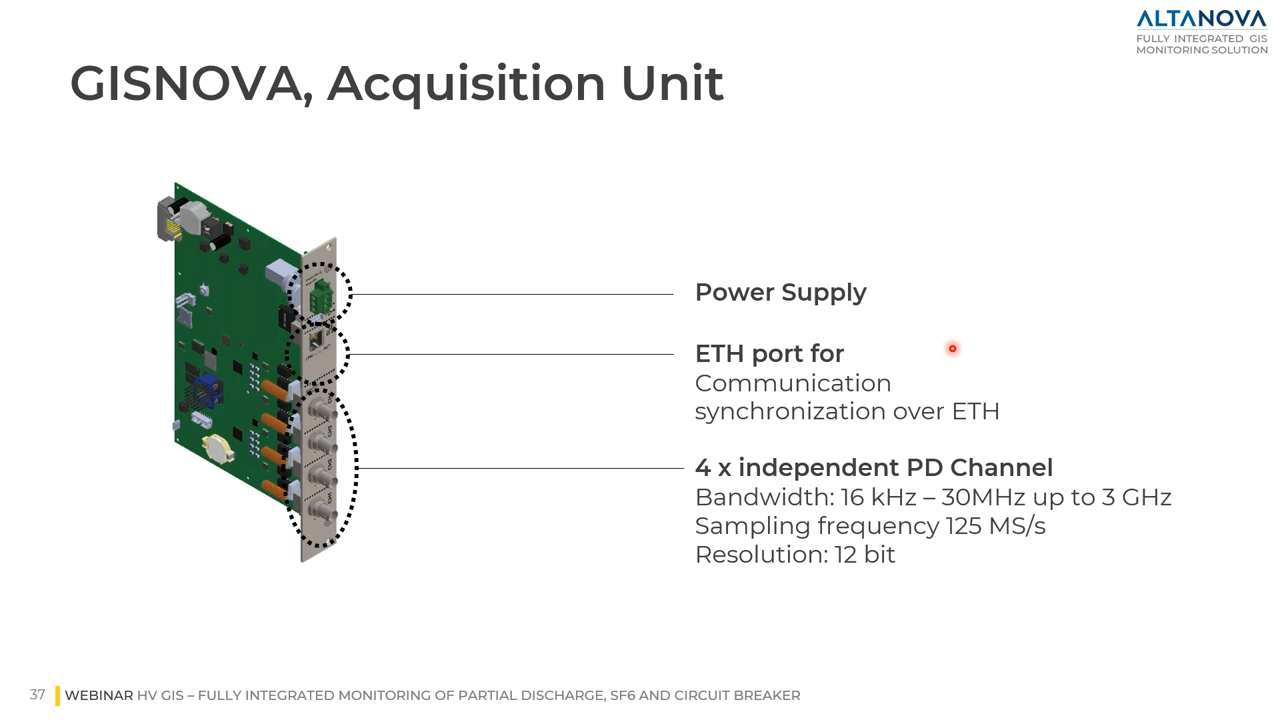 ALTANOVA
FULLY INTEGRATED GIS
MONITORING SOLUTION
GISNOVA, Acquisition Unit
Power Supply
ETH port for
Communication
synchronization over ETH
4 x independent PD Channel
Bandwidth: 16 kHz – 30MHz up to 3 GHz
Sampling frequency 125 MS/s
Resolution: 12 bit
37
WEBINAR HV GIS – FULLY INTEGRATED MONITORING OF PARTIAL DISCHARGE, SF6 AND CIRCUIT BREAKER